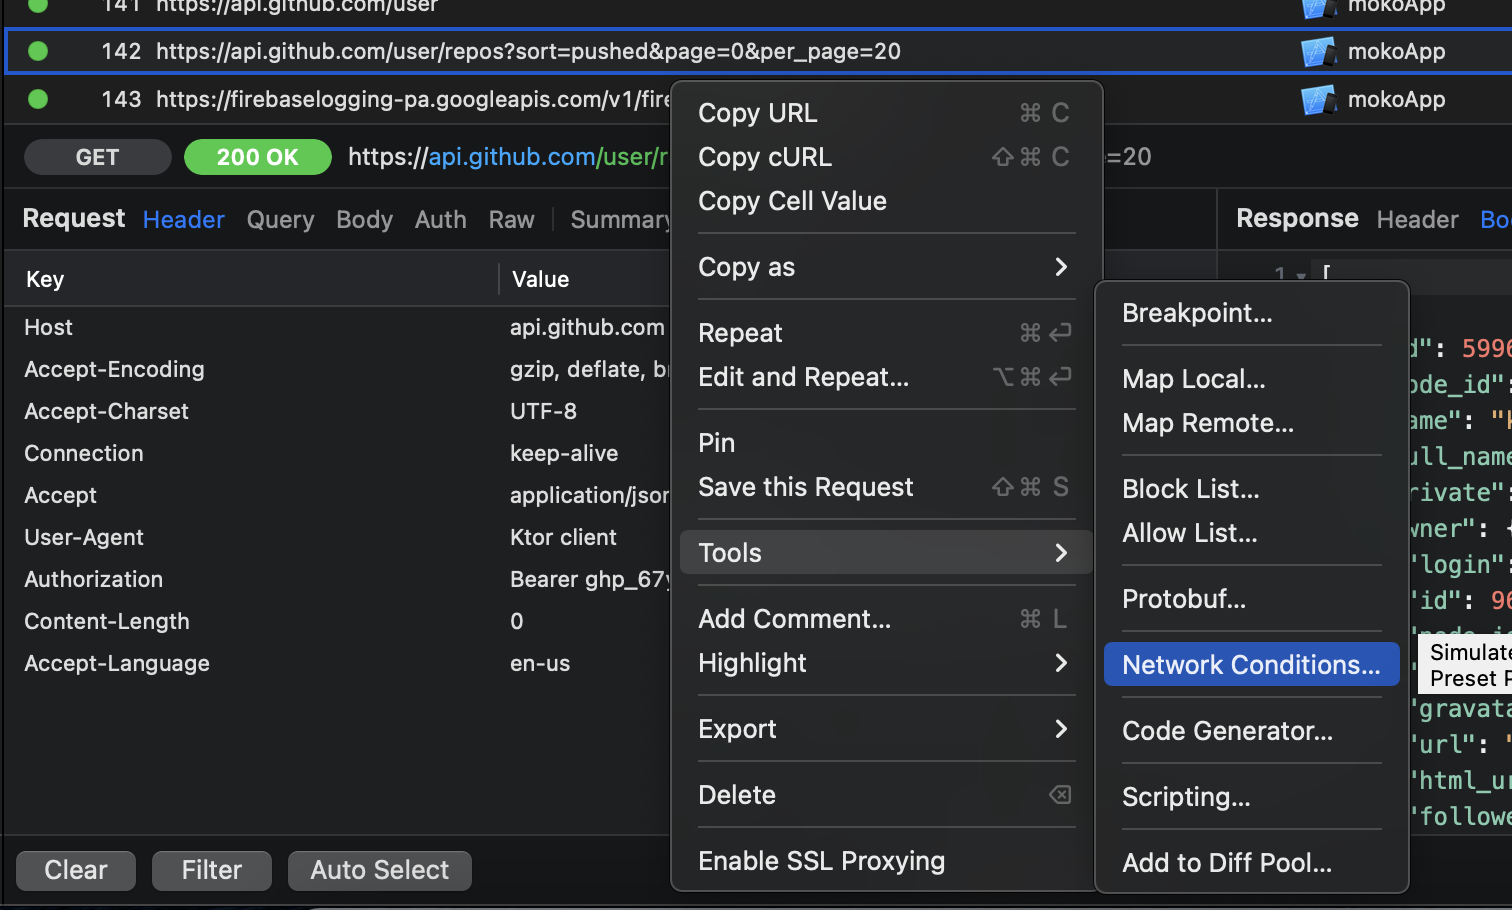 141 https://api.github.com/user mokoApp
142 https://api.github.com/user/repos?sort=pushed&page=0&per_page=20 mokoApp
143 https://firebaselogging-pa.googleapis.com/v1/fire mokoApp
GET 200 OK https://api.github.com/user/r =20
Request Header Query Body Auth Raw Summary
Response Header Bo
Key Value
Host api.github.com
Accept-Encoding gzip, deflate, br
Accept-Charset UTF-8
Connection keep-alive
Accept application/json
User-Agent Ktor client
Authorization Bearer ghp_67y
Content-Length 0
Accept-Language en-us
Copy URL ⌘ C
Copy cURL ⇧ ⌘ C
Copy Cell Value
Copy as
Repeat ⌘ ↩
Edit and Repeat... ⌥ ⌘ ↩
Pin
Save this Request ⇧ ⌘ S
Tools
Add Comment... ⌘ L
Highlight
Export
Delete ⌫
Enable SSL Proxying
Breakpoint...
Map Local...
Map Remote...
Block List...
Allow List...
Protobuf...
Network Conditions...
Code Generator...
Scripting...
Add to Diff Pool...
1 [
d": 5996
ode_id":
ame": "k
ull_name
rivate":
wner": {
"login":
"id": 96
Simulate
Preset P
"gravata
"url": "
"html_ur
"followe
Clear Filter Auto Select